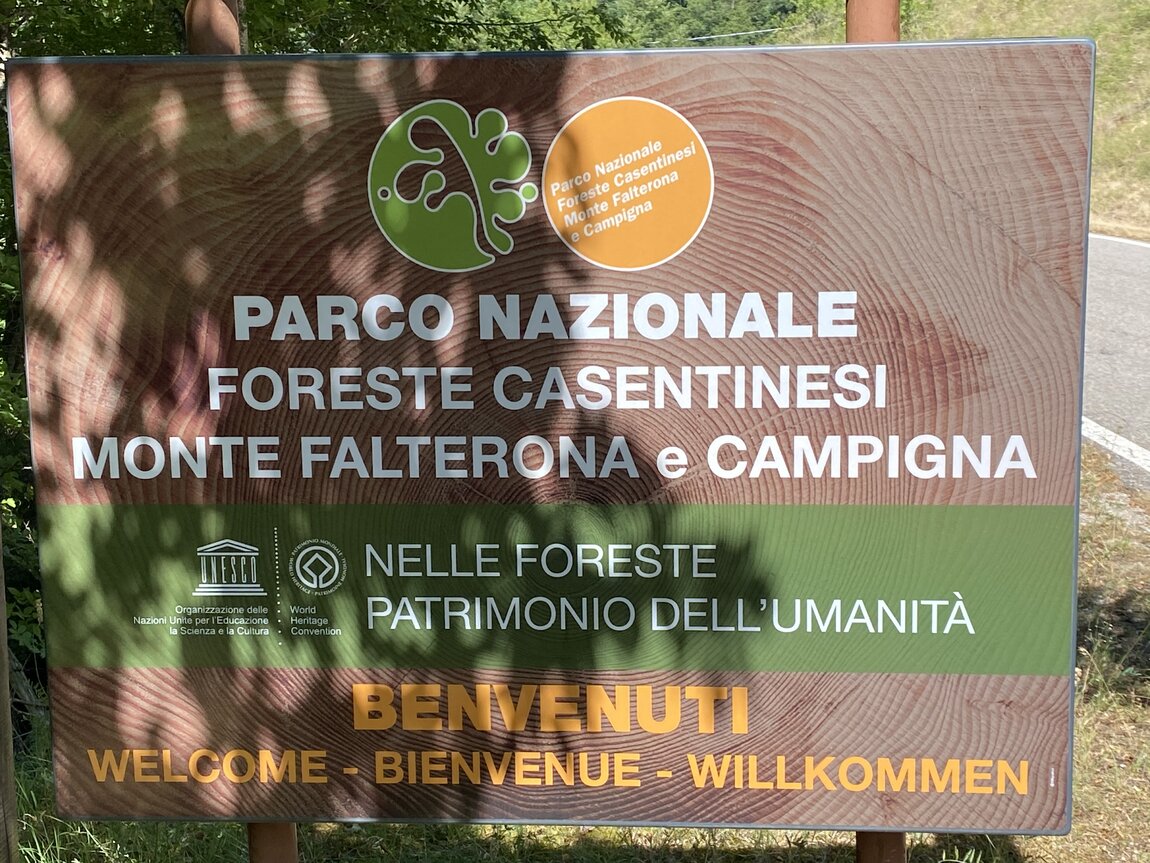 Parco Nazionale
Foreste Casentinesi
Monte Falterona
e Campigna
PARCO NAZIONALE
FORESTE CASENTINESI
MONTE FALTERONA e CAMPIGNA
UNESCO
Organizzazione delle
Nazioni Unite per l'Educazione
la Scienza e la Cultura
World
Heritage
Convention
NELLE FORESTE
PATRIMONIO DELL'UMANITÀ
BENVENUTI
WELCOME - BIENVENUE - WILLKOMMEN